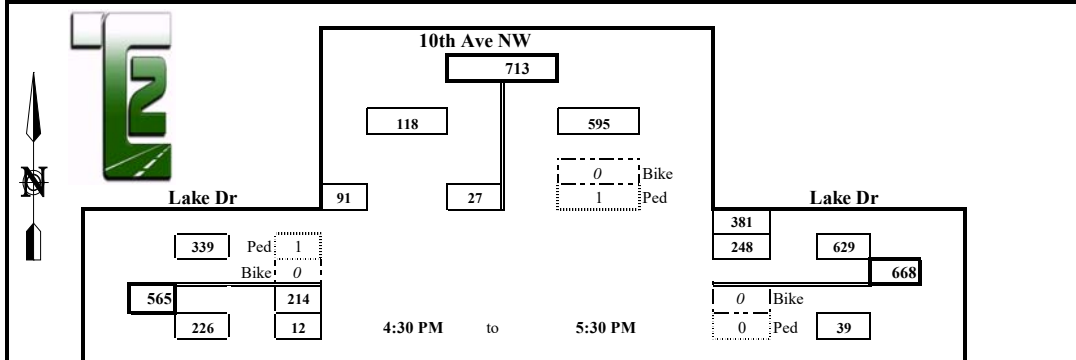 10th Ave NW
713
T2
118 595
0 Bike
N
Lake Dr 91 27 1 Ped Lake Dr
381
339 Ped 1 248 629
Bike 0 668
565 214 0 Bike
226 12 4:30 PM to 5:30 PM 0 Ped 39